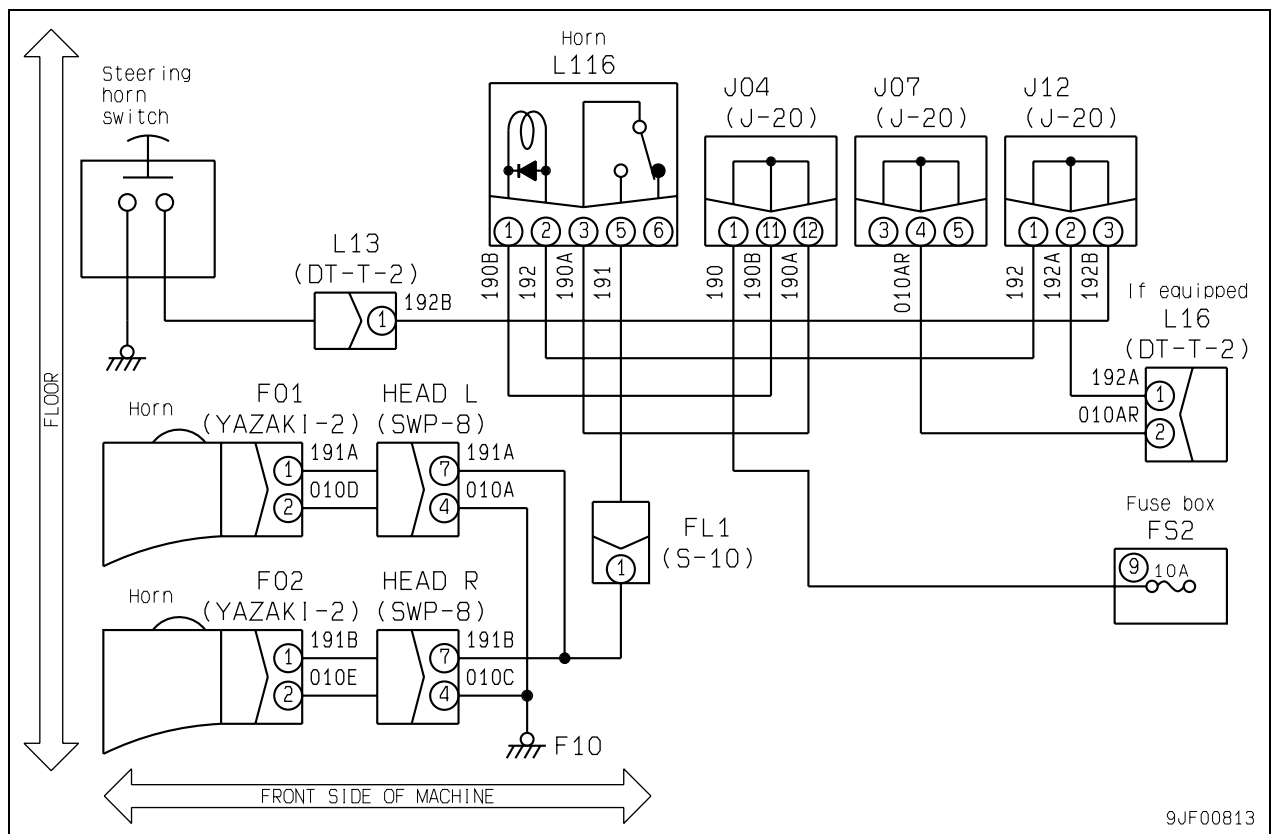 Steering
horn
switch
Horn
L116
J04
(J-20)
J07
(J-20)
J12
(J-20)
1
2
3
5
6
1
11
12
3
4
5
1
2
3
190B
192
190A
191
190
190B
190A
010AR
192
192A
192B
L13
(DT-T-2)
1
192B
If equipped
L16
(DT-T-2)
192A
1
010AR
2
FLOOR
Horn
F01
(YAZAKI-2)
HEAD L
(SWP-8)
1
191A
7
191A
2
010D
4
010A
FL1
(S-10)
1
Fuse box
FS2
9
10A
Horn
F02
(YAZAKI-2)
HEAD R
(SWP-8)
1
191B
7
191B
2
010E
4
010C
F10
FRONT SIDE OF MACHINE
9JF00813